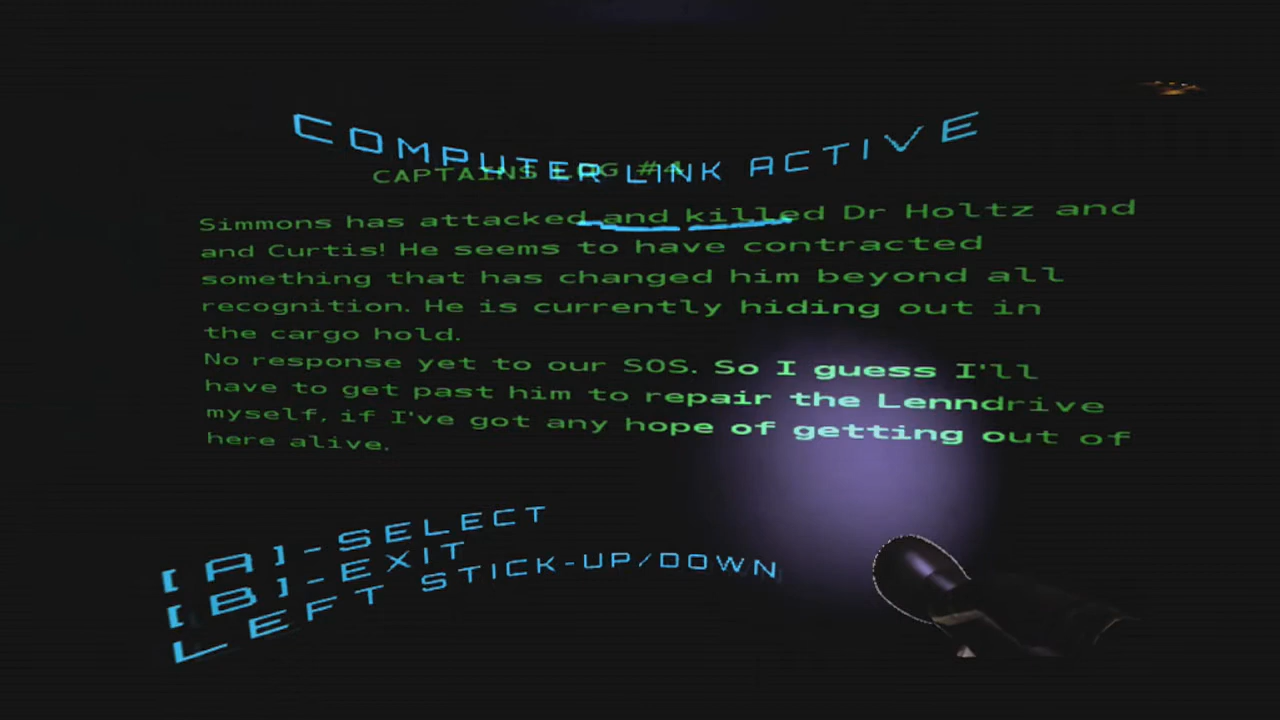 COMPUTER LINK ACTIVE
CAPTAINS LOG #4
Simmons has attacked and killed Dr Holtz and
and Curtis! He seems to have contracted
something that has changed him beyond all
recognition. He is currently hiding out in
the cargo hold.
No response yet to our SOS. So I guess I'll
have to get past him to repair the Lenndrive
myself, if I've got any hope of getting out of
here alive.
[A]-SELECT
[B]-EXIT
LEFT STICK-UP/DOWN